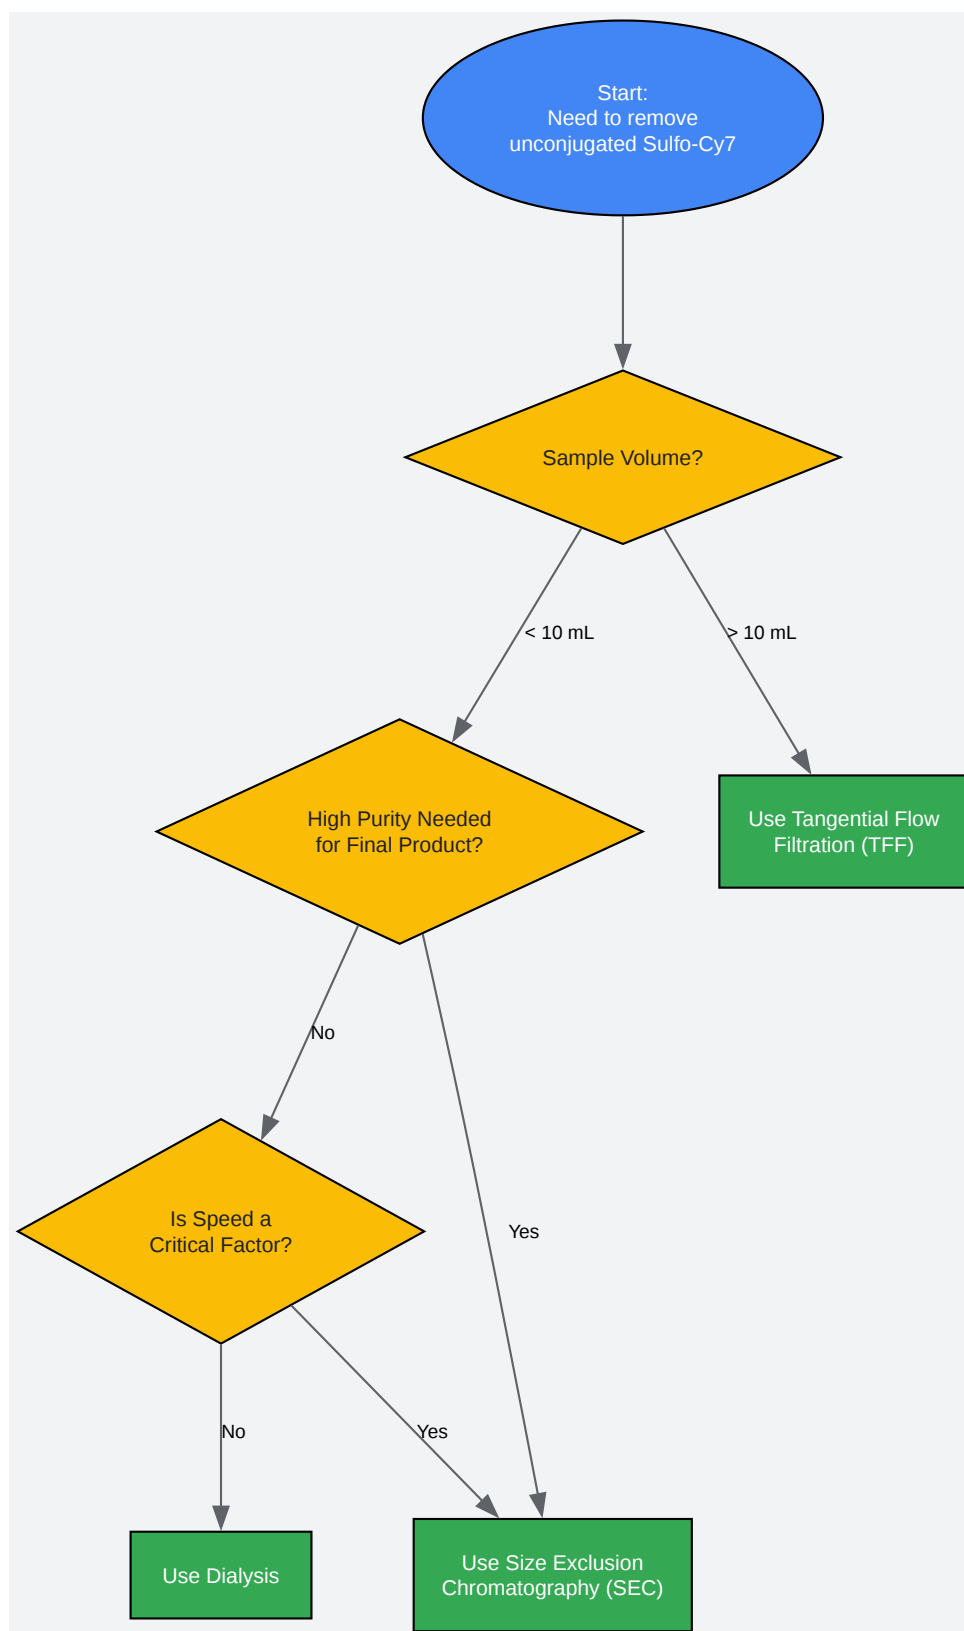 Start:
Need to remove
unconjugated Sulfo-Cy7
Sample Volume?
< 10 mL
> 10 mL
High Purity Needed
for Final Product?
Use Tangential Flow
Filtration (TFF)
No
Is Speed a
Critical Factor?
Yes
No
Yes
Use Dialysis
Use Size Exclusion
Chromatography (SEC)